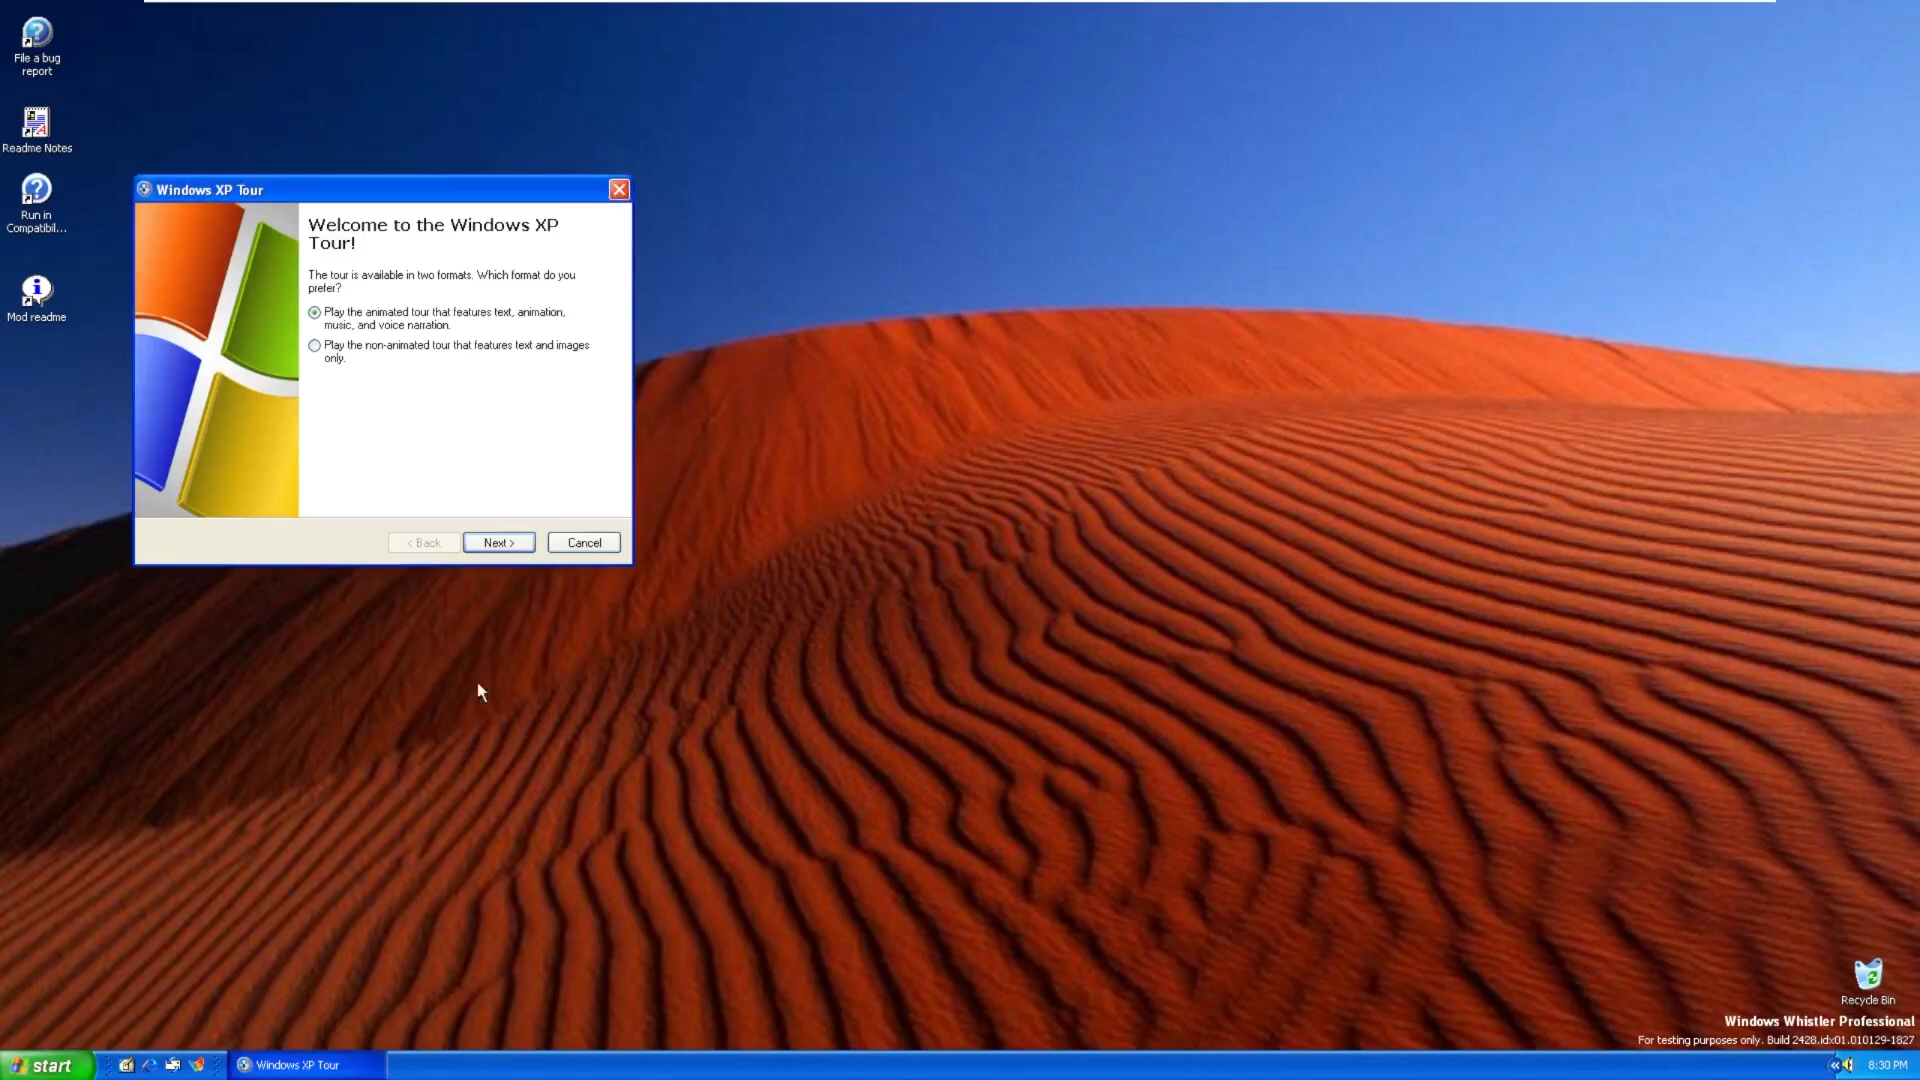 File a bug
report
Readme Notes
Run in
Compatibil...
Mod readme
Windows XP Tour
Welcome to the Windows XP
Tour!
The tour is available in two formats. Which format do you
prefer?
Play the animated tour that features text, animation,
music, and voice narration.
Play the non-animated tour that features text and images
only.
< Back
Next >
Cancel
Recycle Bin
Windows Whistler Professional
For testing purposes only. Build 2428.idx01.010129-1827
start
Windows XP Tour
8:30 PM